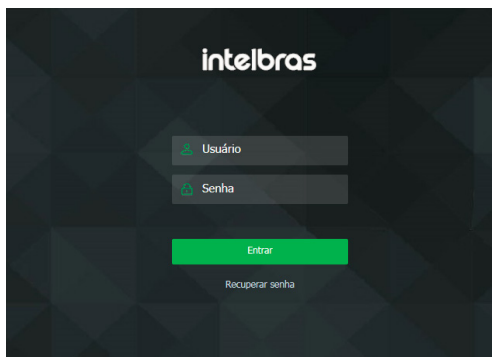 intelbras
Usuário
Senha
Entrar
Recuperar senha